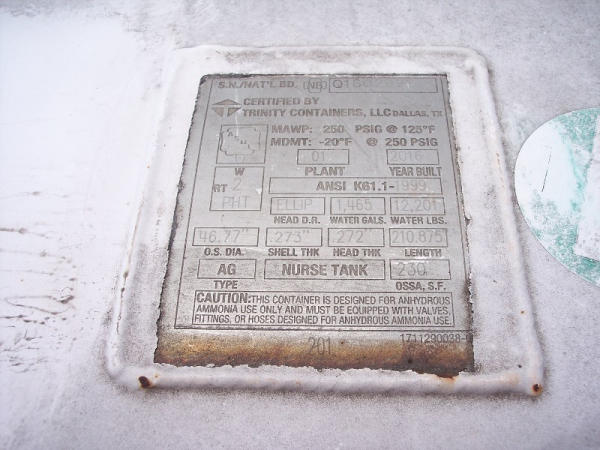 S.N./NAT'L BD. (NB)
CERTIFIED BY
TRINITY CONTAINERS, LLC DALLAS, TX
MAWP: 250 PSIG @ 125°F
MDMT: -20°F @ 250 PSIG
01 2016
W PLANT YEAR BUILT
RT 2 ANSI K61.1-1999
PHT ELLIP 1,465 12,201
HEAD D.R. WATER GALS. WATER LBS.
46.77" .273" .272" 210.875
O.S. DIA. SHELL THK HEAD THK LENGTH
AG NURSE TANK 230
TYPE OSSA, S.F.
CAUTION: THIS CONTAINER IS DESIGNED FOR ANHYDROUS
AMMONIA USE ONLY AND MUST BE EQUIPPED WITH VALVES,
FITTINGS, OR HOSES DESIGNED FOR ANHYDROUS AMMONIA USE.
201 1711290038-